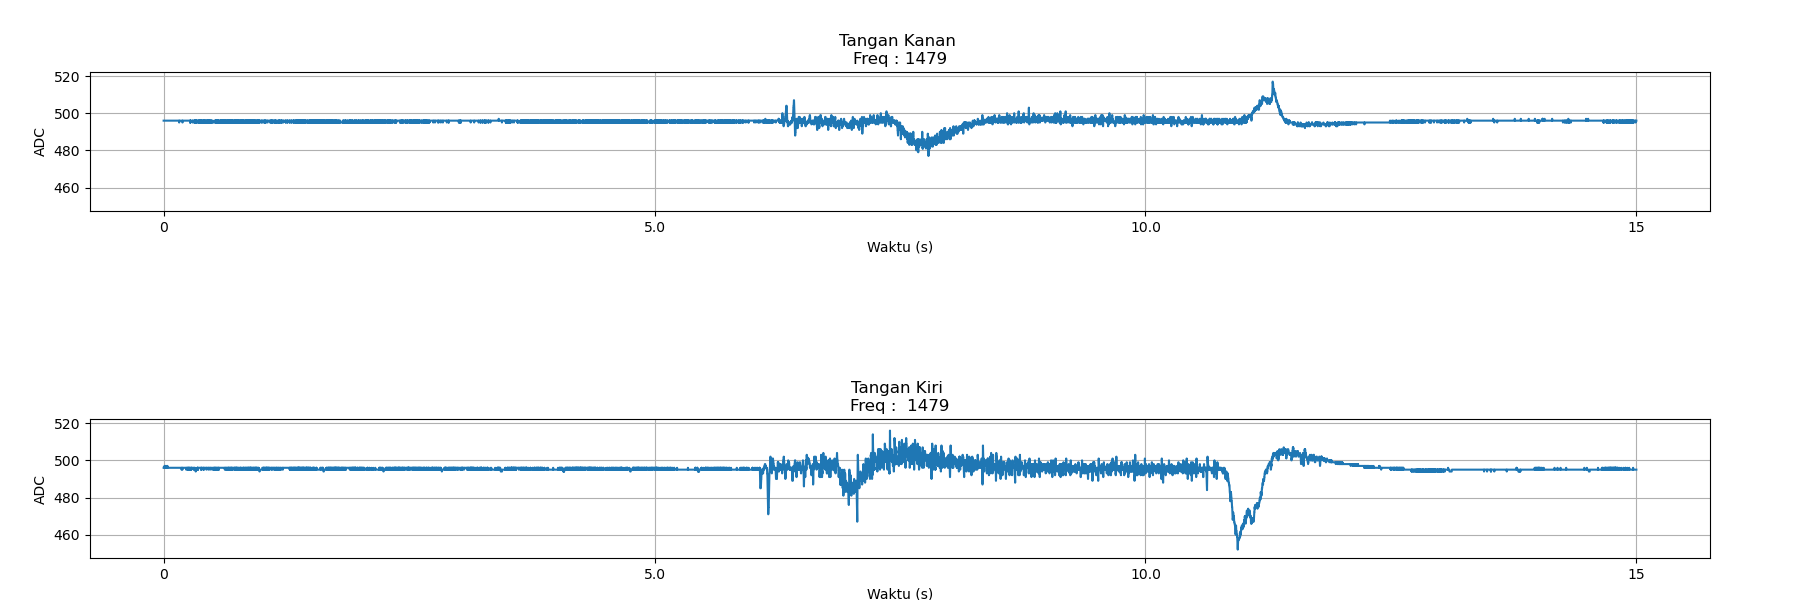 Tangan Kanan
Freq : 1479
520
500
480
460
ADC
0 5.0 10.0 15
Waktu (s)
Tangan Kiri
Freq :  1479
520
500
480
460
ADC
0 5.0 10.0 15
Waktu (s)